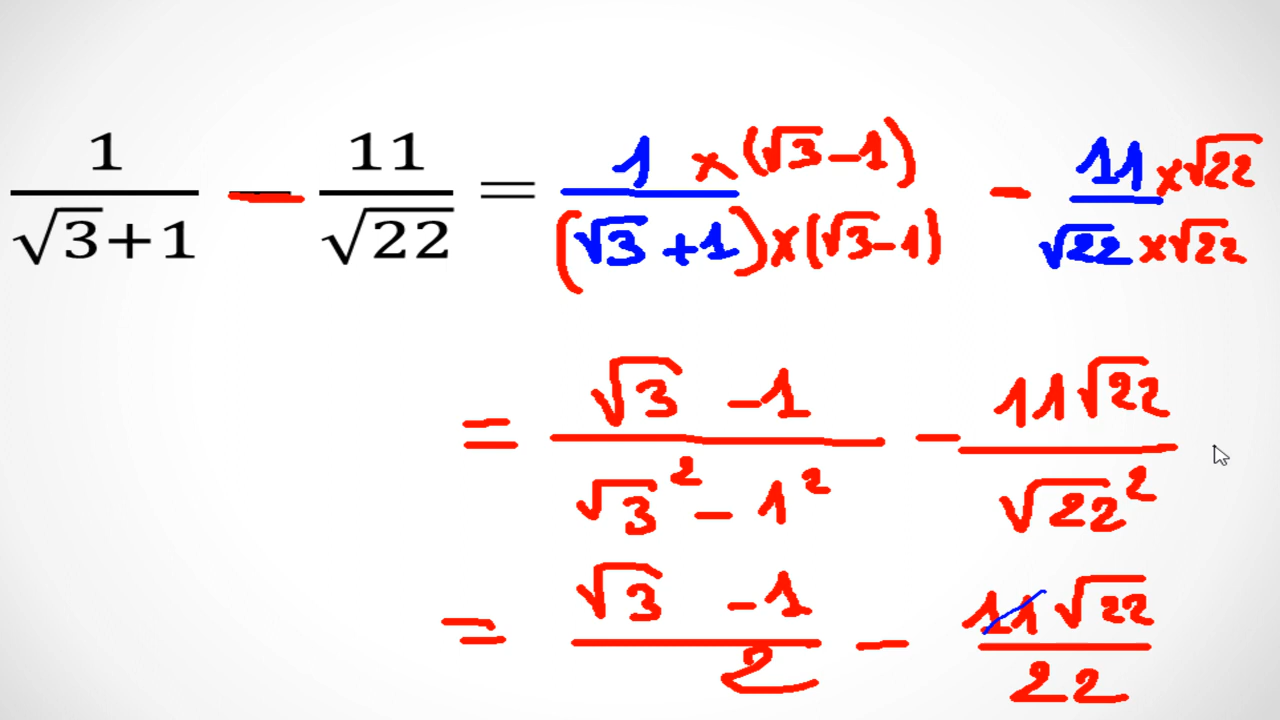 1/(√3+1) − 11/√22 = 1×(√3−1)/(√3+1)×(√3−1) − 11×√22/√22×√22
= (√3 −1)/(√3² − 1²) − 11√22/√22²
= (√3 −1)/2 − 11√22/22